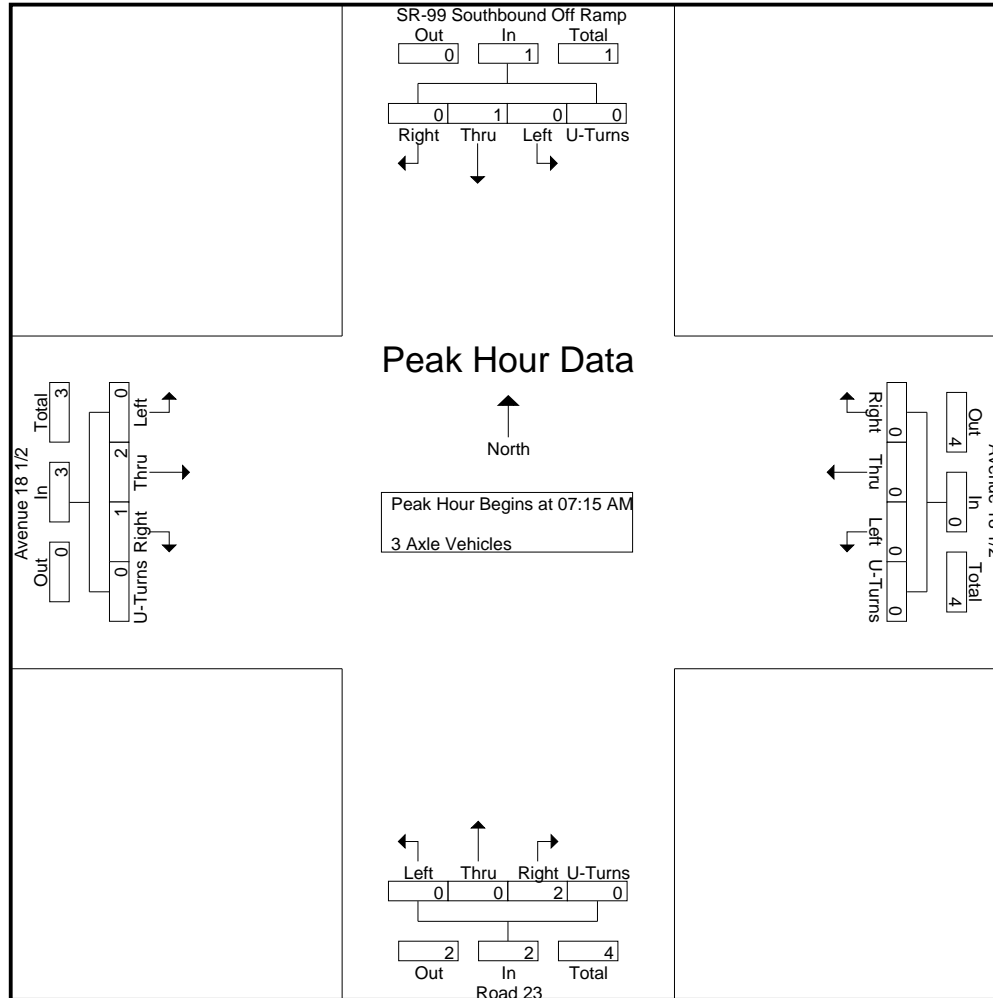 SR-99 Southbound Off Ramp
Out In Total
0 1 1
0 1 0 0
Right Thru Left U-Turns
Peak Hour Data
North
Peak Hour Begins at 07:15 AM
3 Axle Vehicles
Avenue 18 1/2
Total In Out
3 3 0
0 2 1 0
Left Thru Right U-Turns
Right Thru Left U-Turns
0 0 0 0
4 0 4
Out In Total
Left Thru Right U-Turns
0 0 2 0
2 2 4
Out In Total
Road 23